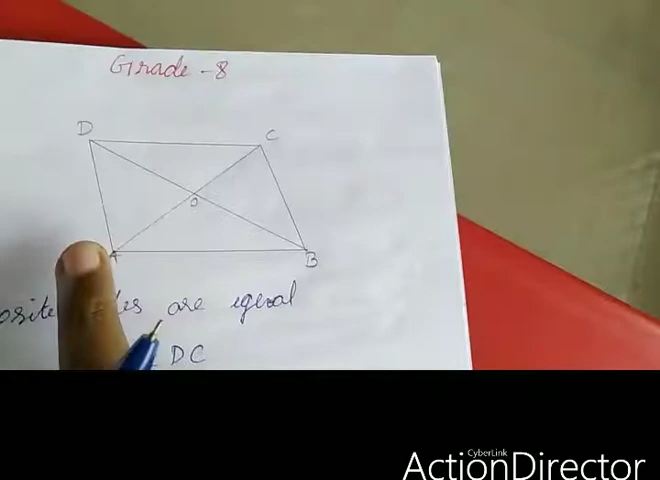 Grade - 8
D
C
O
A
B
are equal
DC
CyberLink
ActionDirector